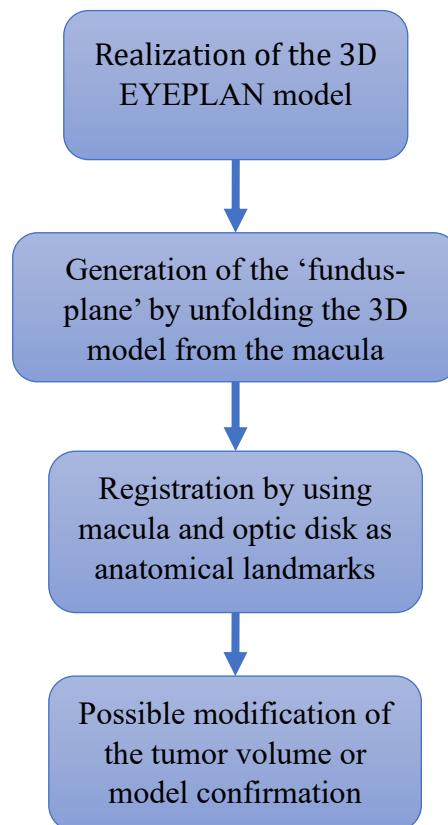 Realization of the 3D
EYEPLAN model
Generation of the ‘fundus-
plane’ by unfolding the 3D
model from the macula
Registration by using
macula and optic disk as
anatomical landmarks
Possible modification of
the tumor volume or
model confirmation